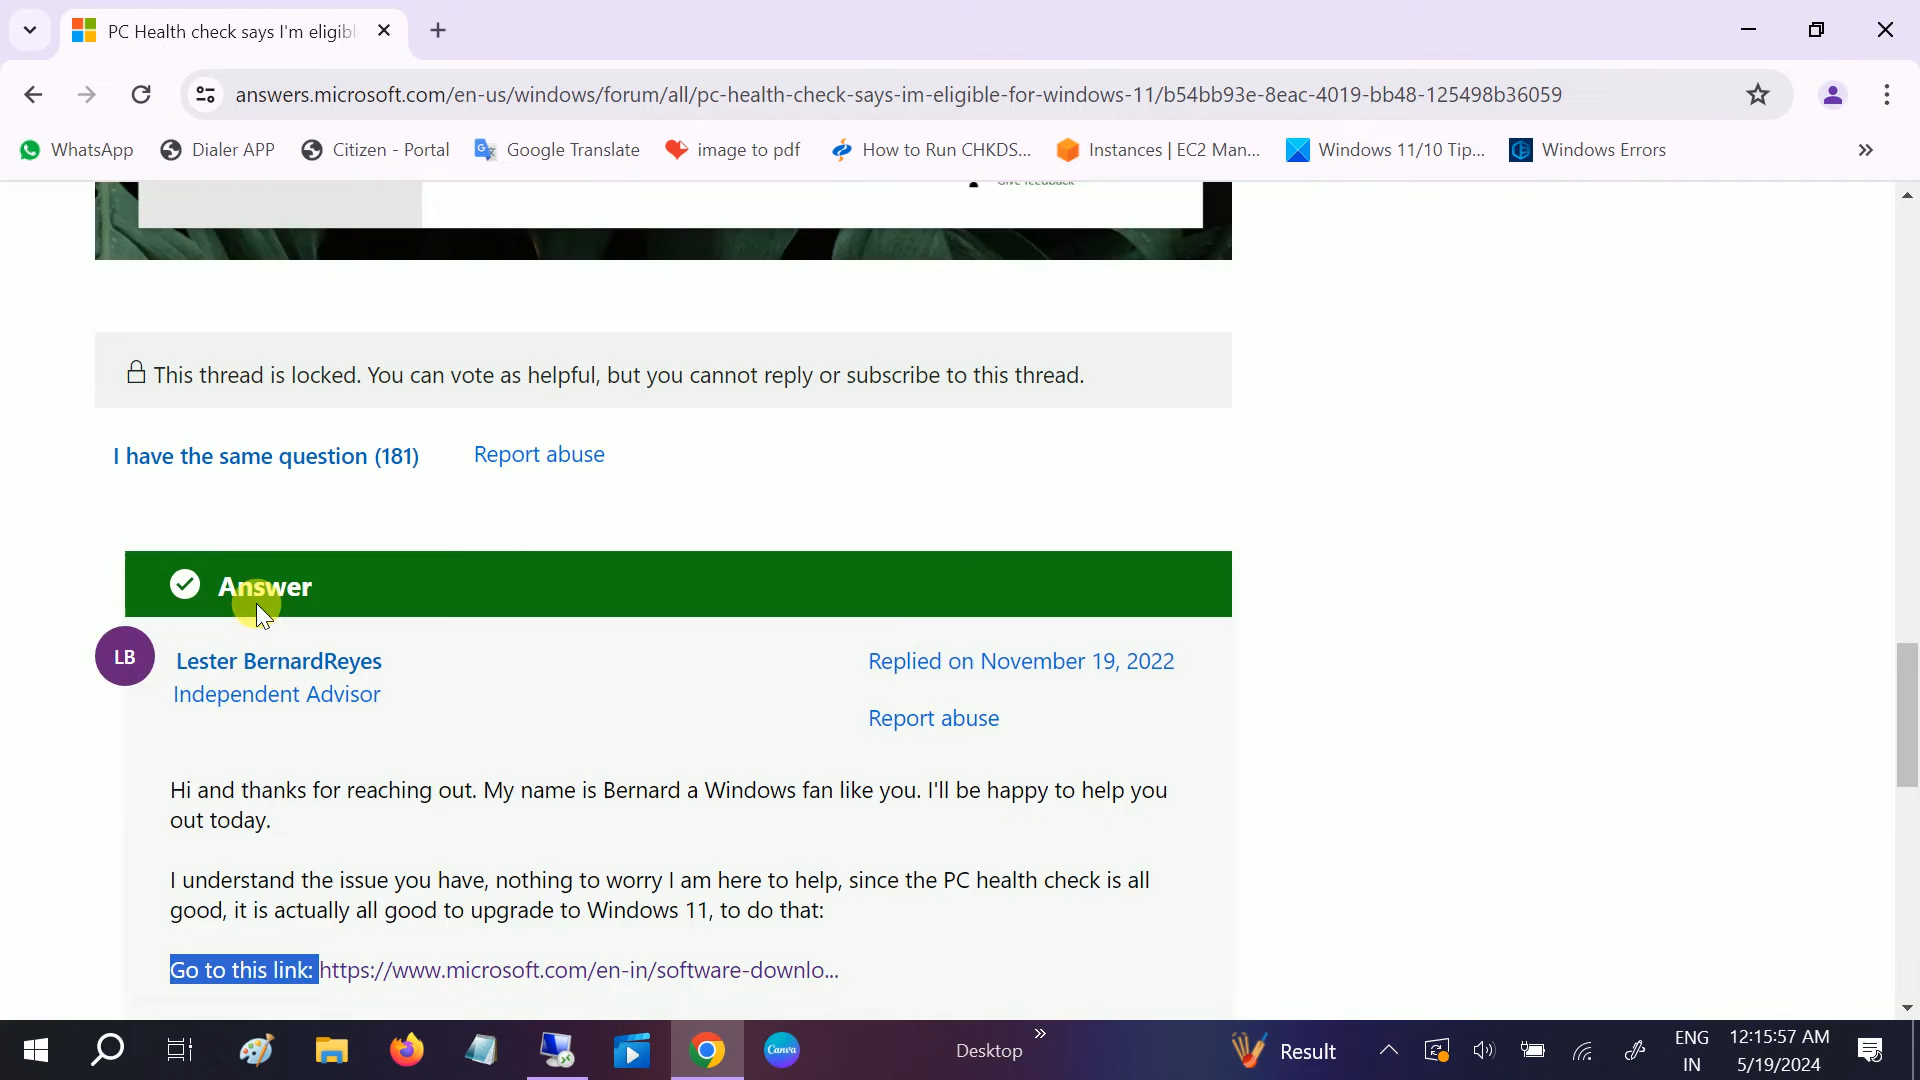 PC Health check says I'm eligibl
answers.microsoft.com/en-us/windows/forum/all/pc-health-check-says-im-eligible-for-windows-11/b54bb93e-8eac-4019-bb48-125498b36059
WhatsApp
Dialer APP
Citizen - Portal
Google Translate
image to pdf
How to Run CHKDS...
Instances | EC2 Man...
Windows 11/10 Tip...
Windows Errors
Give feedback
This thread is locked. You can vote as helpful, but you cannot reply or subscribe to this thread.
I have the same question (181)
Report abuse
Answer
LB
Lester BernardReyes
Independent Advisor
Replied on November 19, 2022
Report abuse
Hi and thanks for reaching out. My name is Bernard a Windows fan like you. I'll be happy to help you
out today.
I understand the issue you have, nothing to worry I am here to help, since the PC health check is all
good, it is actually all good to upgrade to Windows 11, to do that:
Go to this link: https://www.microsoft.com/en-in/software-downlo...
Canva
Desktop
Result
ENG
IN
12:15:57 AM
5/19/2024